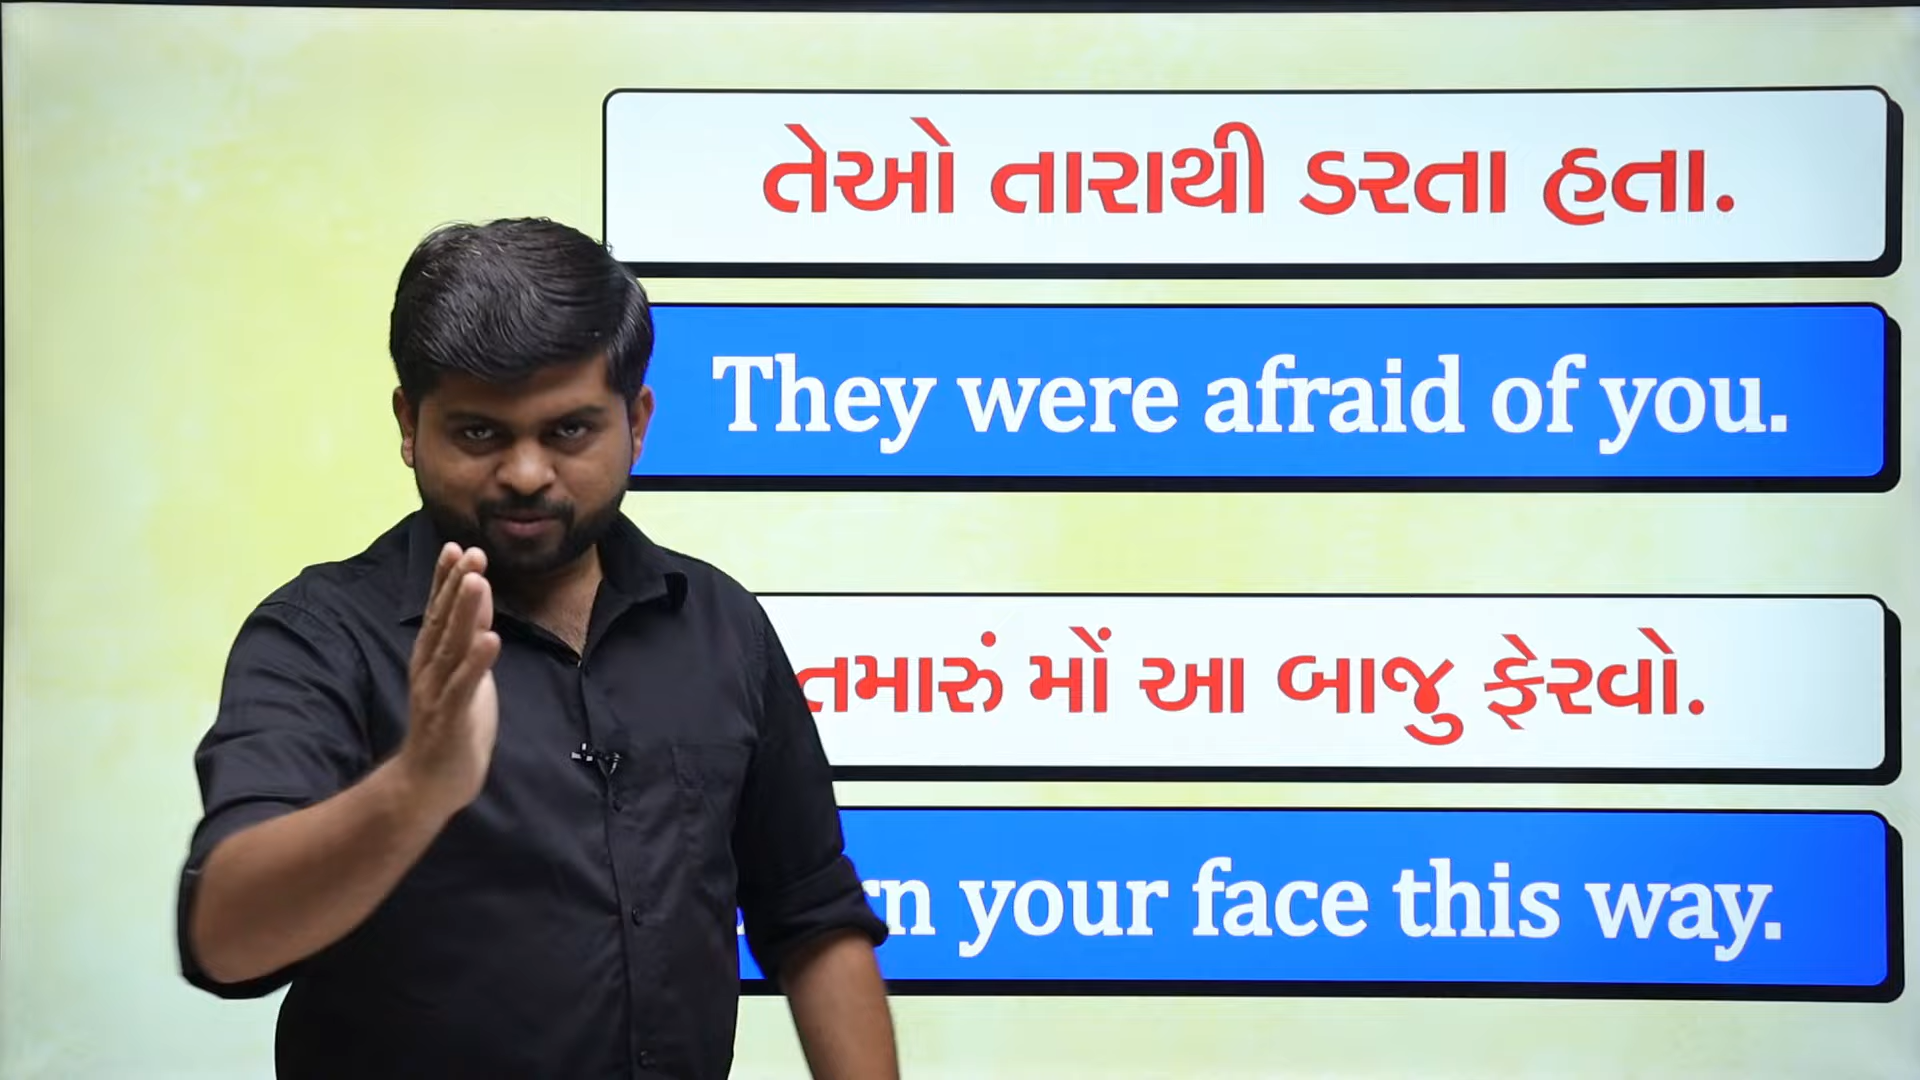 તેઓ તારાથી ડરતા હતા.
They were afraid of you.
તમારું મોં આ બાજુ ફેરવો.
your face this way.